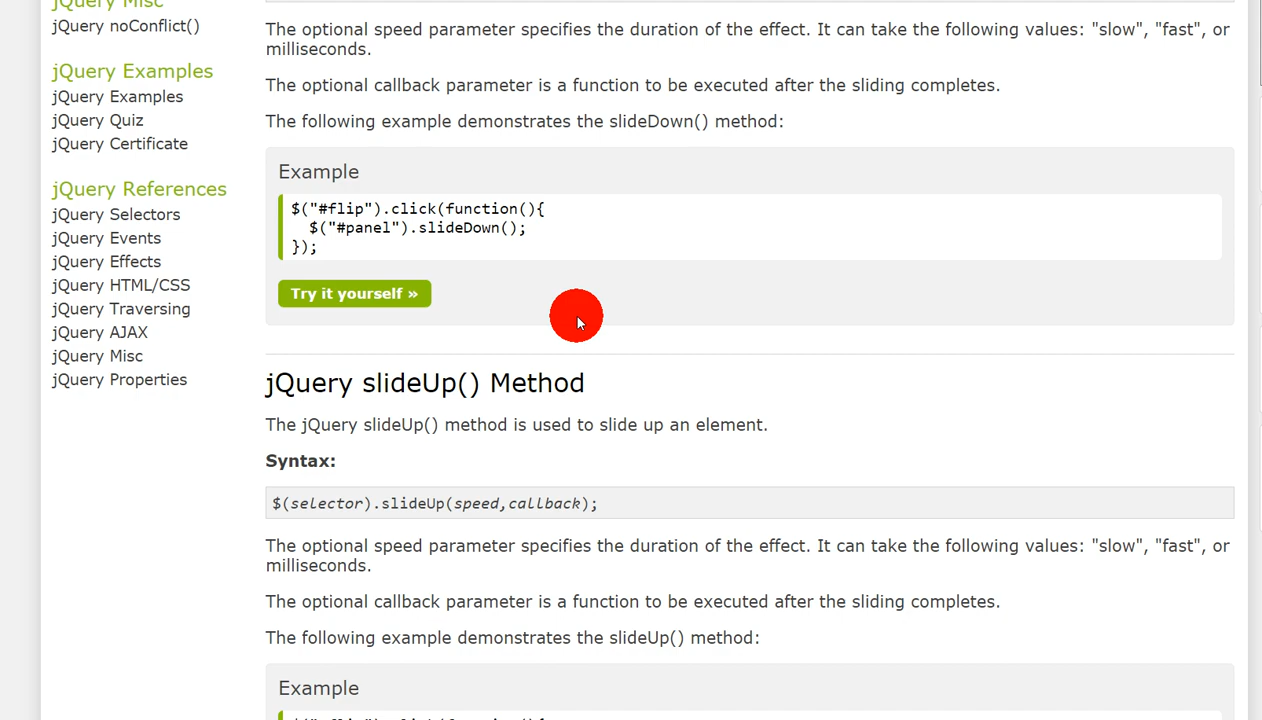 jQuery Misc
jQuery noConflict()
jQuery Examples
jQuery Examples
jQuery Quiz
jQuery Certificate
jQuery References
jQuery Selectors
jQuery Events
jQuery Effects
jQuery HTML/CSS
jQuery Traversing
jQuery AJAX
jQuery Misc
jQuery Properties
The optional speed parameter specifies the duration of the effect. It can take the following values: "slow", "fast", or
milliseconds.
The optional callback parameter is a function to be executed after the sliding completes.
The following example demonstrates the slideDown() method:
Example
$("#flip").click(function(){
  $("#panel").slideDown();
});
Try it yourself »
jQuery slideUp() Method
The jQuery slideUp() method is used to slide up an element.
Syntax:
$(selector).slideUp(speed,callback);
The optional speed parameter specifies the duration of the effect. It can take the following values: "slow", "fast", or
milliseconds.
The optional callback parameter is a function to be executed after the sliding completes.
The following example demonstrates the slideUp() method:
Example